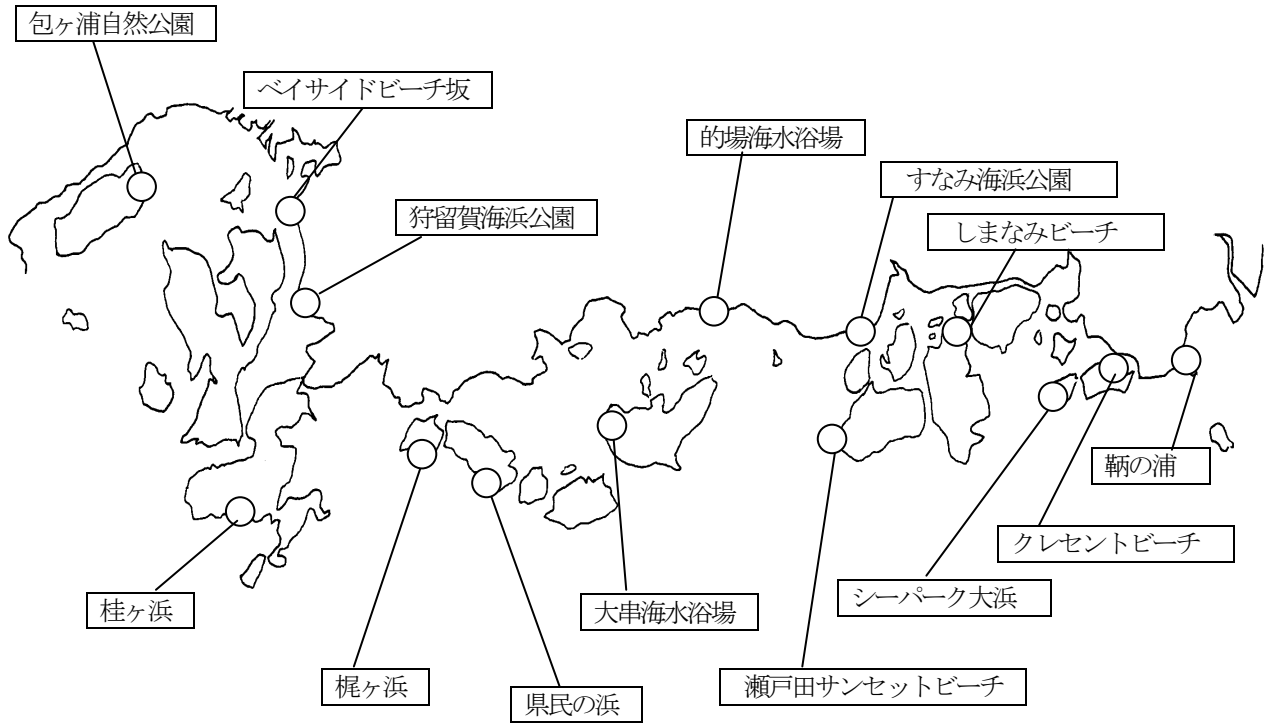 包ヶ浦自然公園
ベイサイドビーチ坂
的場海水浴場
すなみ海浜公園
狩留賀海浜公園
しまなみビーチ
鞆の浦
クレセントビーチ
シーパーク大浜
桂ヶ浜
大串海水浴場
梶ヶ浜
県民の浜
瀬戸田サンセットビーチ